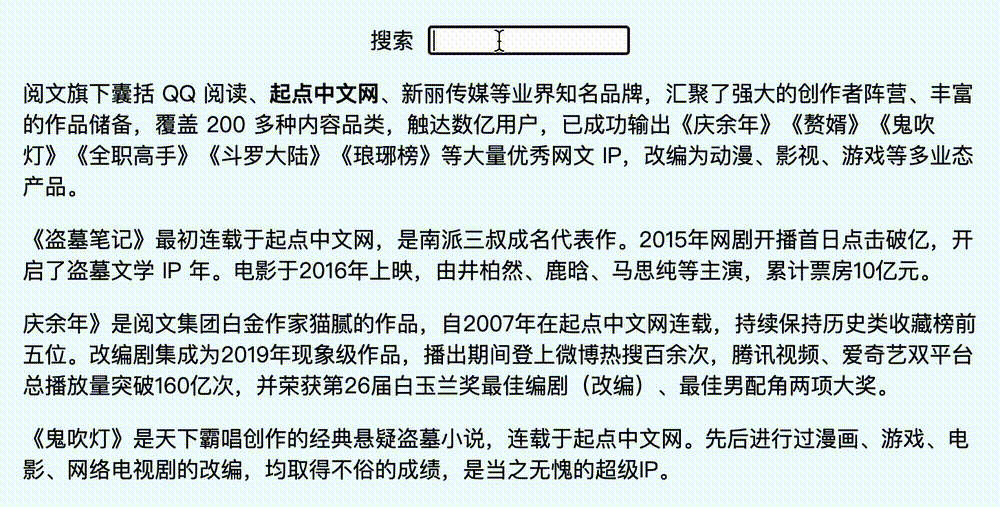 搜索
阅文旗下囊括 QQ 阅读、起点中文网、新丽传媒等业界知名品牌，汇聚了强大的创作者阵营、丰富
的作品储备，覆盖 200 多种内容品类，触达数亿用户，已成功输出《庆余年》《赘婿》《鬼吹
灯》《全职高手》《斗罗大陆》《琅琊榜》等大量优秀网文 IP，改编为动漫、影视、游戏等多业态
产品。
《盗墓笔记》最初连载于起点中文网，是南派三叔成名代表作。2015年网剧开播首日点击破亿，开
启了盗墓文学 IP 年。电影于2016年上映，由井柏然、鹿晗、马思纯等主演，累计票房10亿元。
庆余年》是阅文集团白金作家猫腻的作品，自2007年在起点中文网连载，持续保持历史类收藏榜前
五位。改编剧集成为2019年现象级作品，播出期间登上微博热搜百余次，腾讯视频、爱奇艺双平台
总播放量突破160亿次，并荣获第26届白玉兰奖最佳编剧（改编）、最佳男配角两项大奖。
《鬼吹灯》是天下霸唱创作的经典悬疑盗墓小说，连载于起点中文网。先后进行过漫画、游戏、电
影、网络电视剧的改编，均取得不俗的成绩，是当之无愧的超级IP。